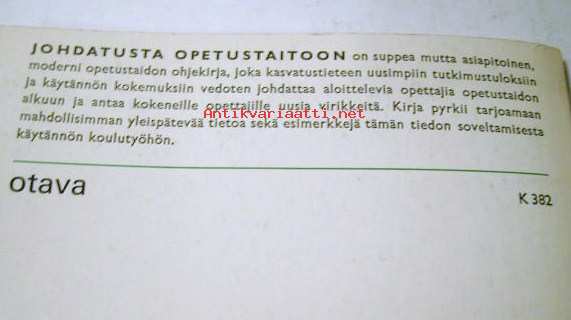 JOHDATUSTA OPETUSTAITOON on suppea mutta asiapitoinen,
moderni opetustaidon ohjekirja, joka kasvatustieteen uusimpiin tutkimustuloksiin
ja käytännön kokemuksiin vedoten johdattaa aloittelevia opettajia opetustaidon
alkuun ja antaa kokeneille opettajille uusia virikkeitä. Kirja pyrkii tarjoamaan
Antikvariaatti.net
mahdollisimman yleispätevää tietoa sekä esimerkkejä tämän tiedon soveltamisesta
käytännön koulutyöhön.
otava
K 382